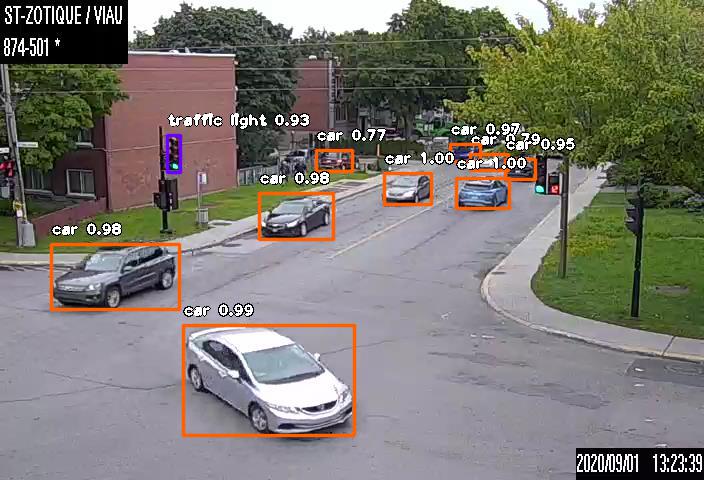 ST-ZOTIQUE / VIAU
874-501 *
traffic light 0.93
car 0.77
car 0.97
car 0.79
car 0.95
car 1.00
car 1.00
car 0.98
car 0.98
car 0.99
2020/09/01 13:23:39